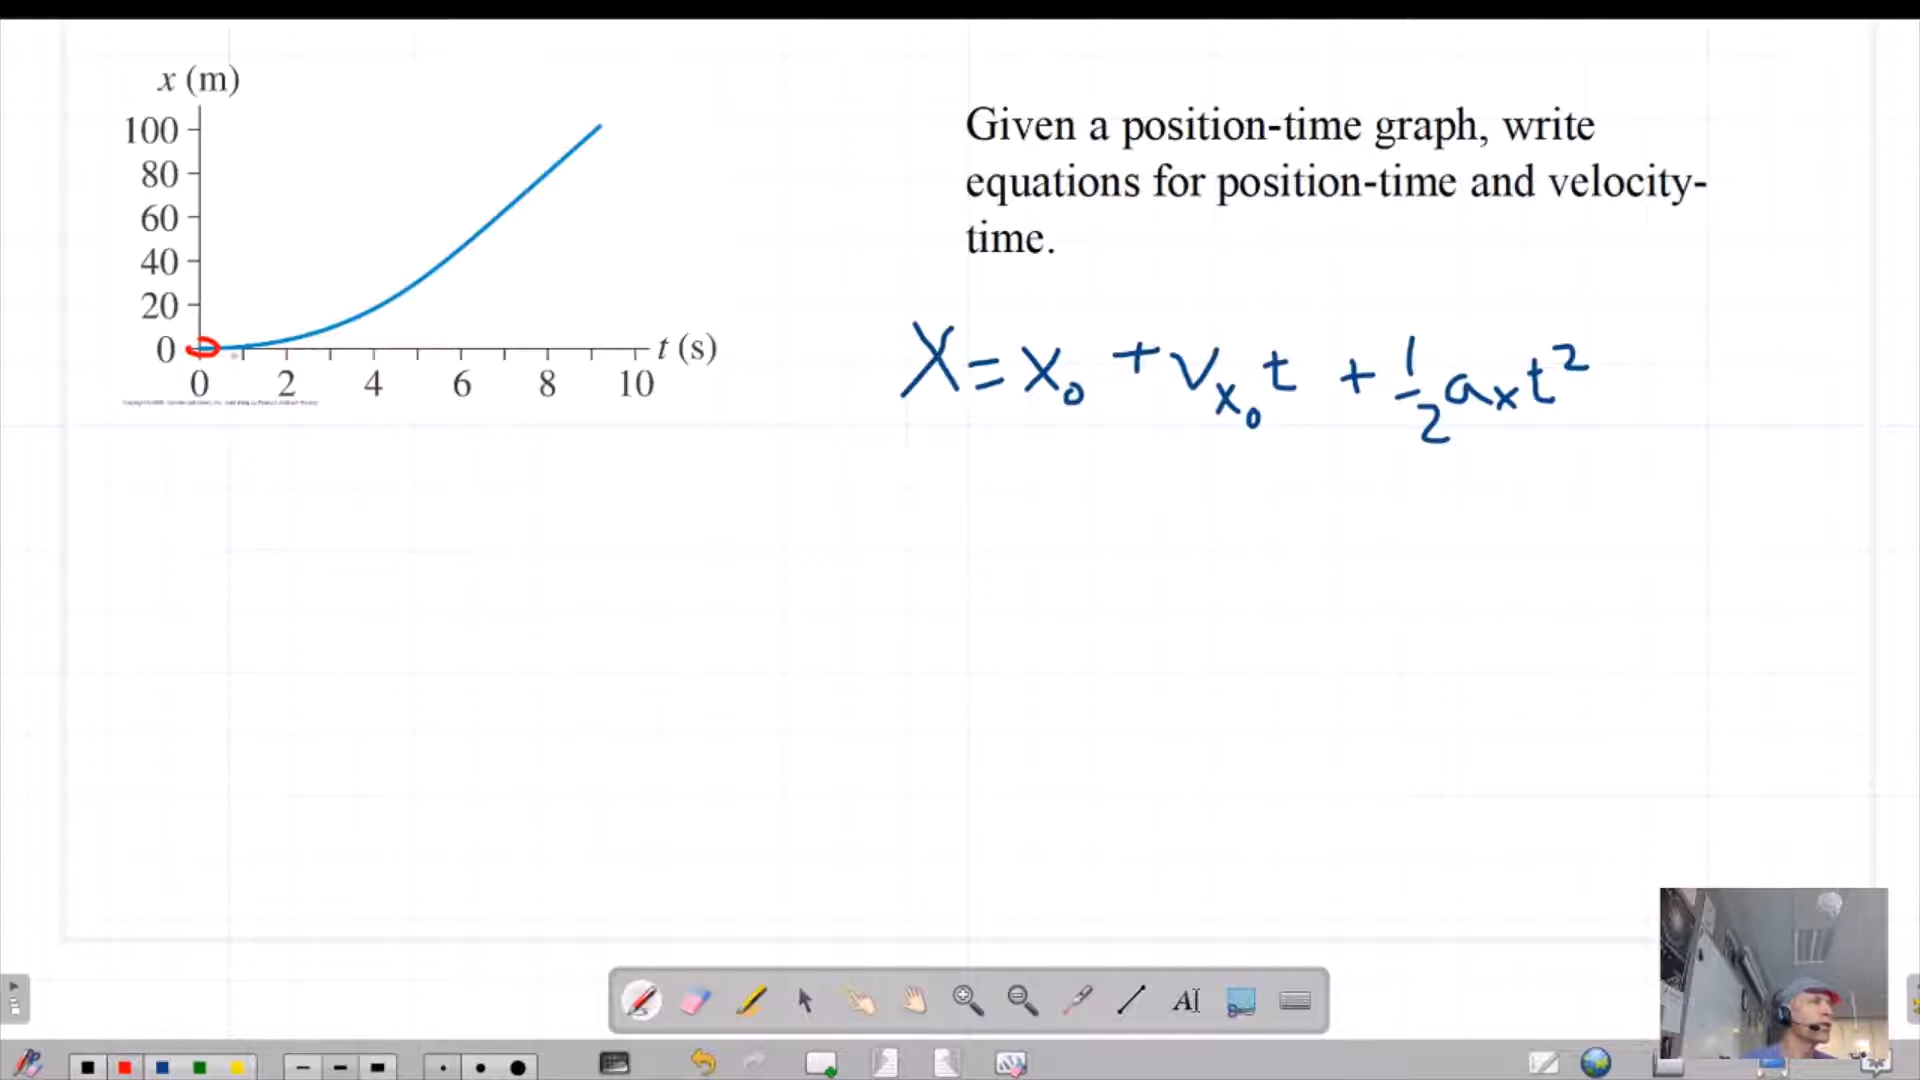 x (m)
100
80
60
40
20
0
0 2 4 6 8 10
t (s)
Given a position-time graph, write
equations for position-time and velocity-
time.
X = x₀ + vₓ₀t + ½aₓt²
A